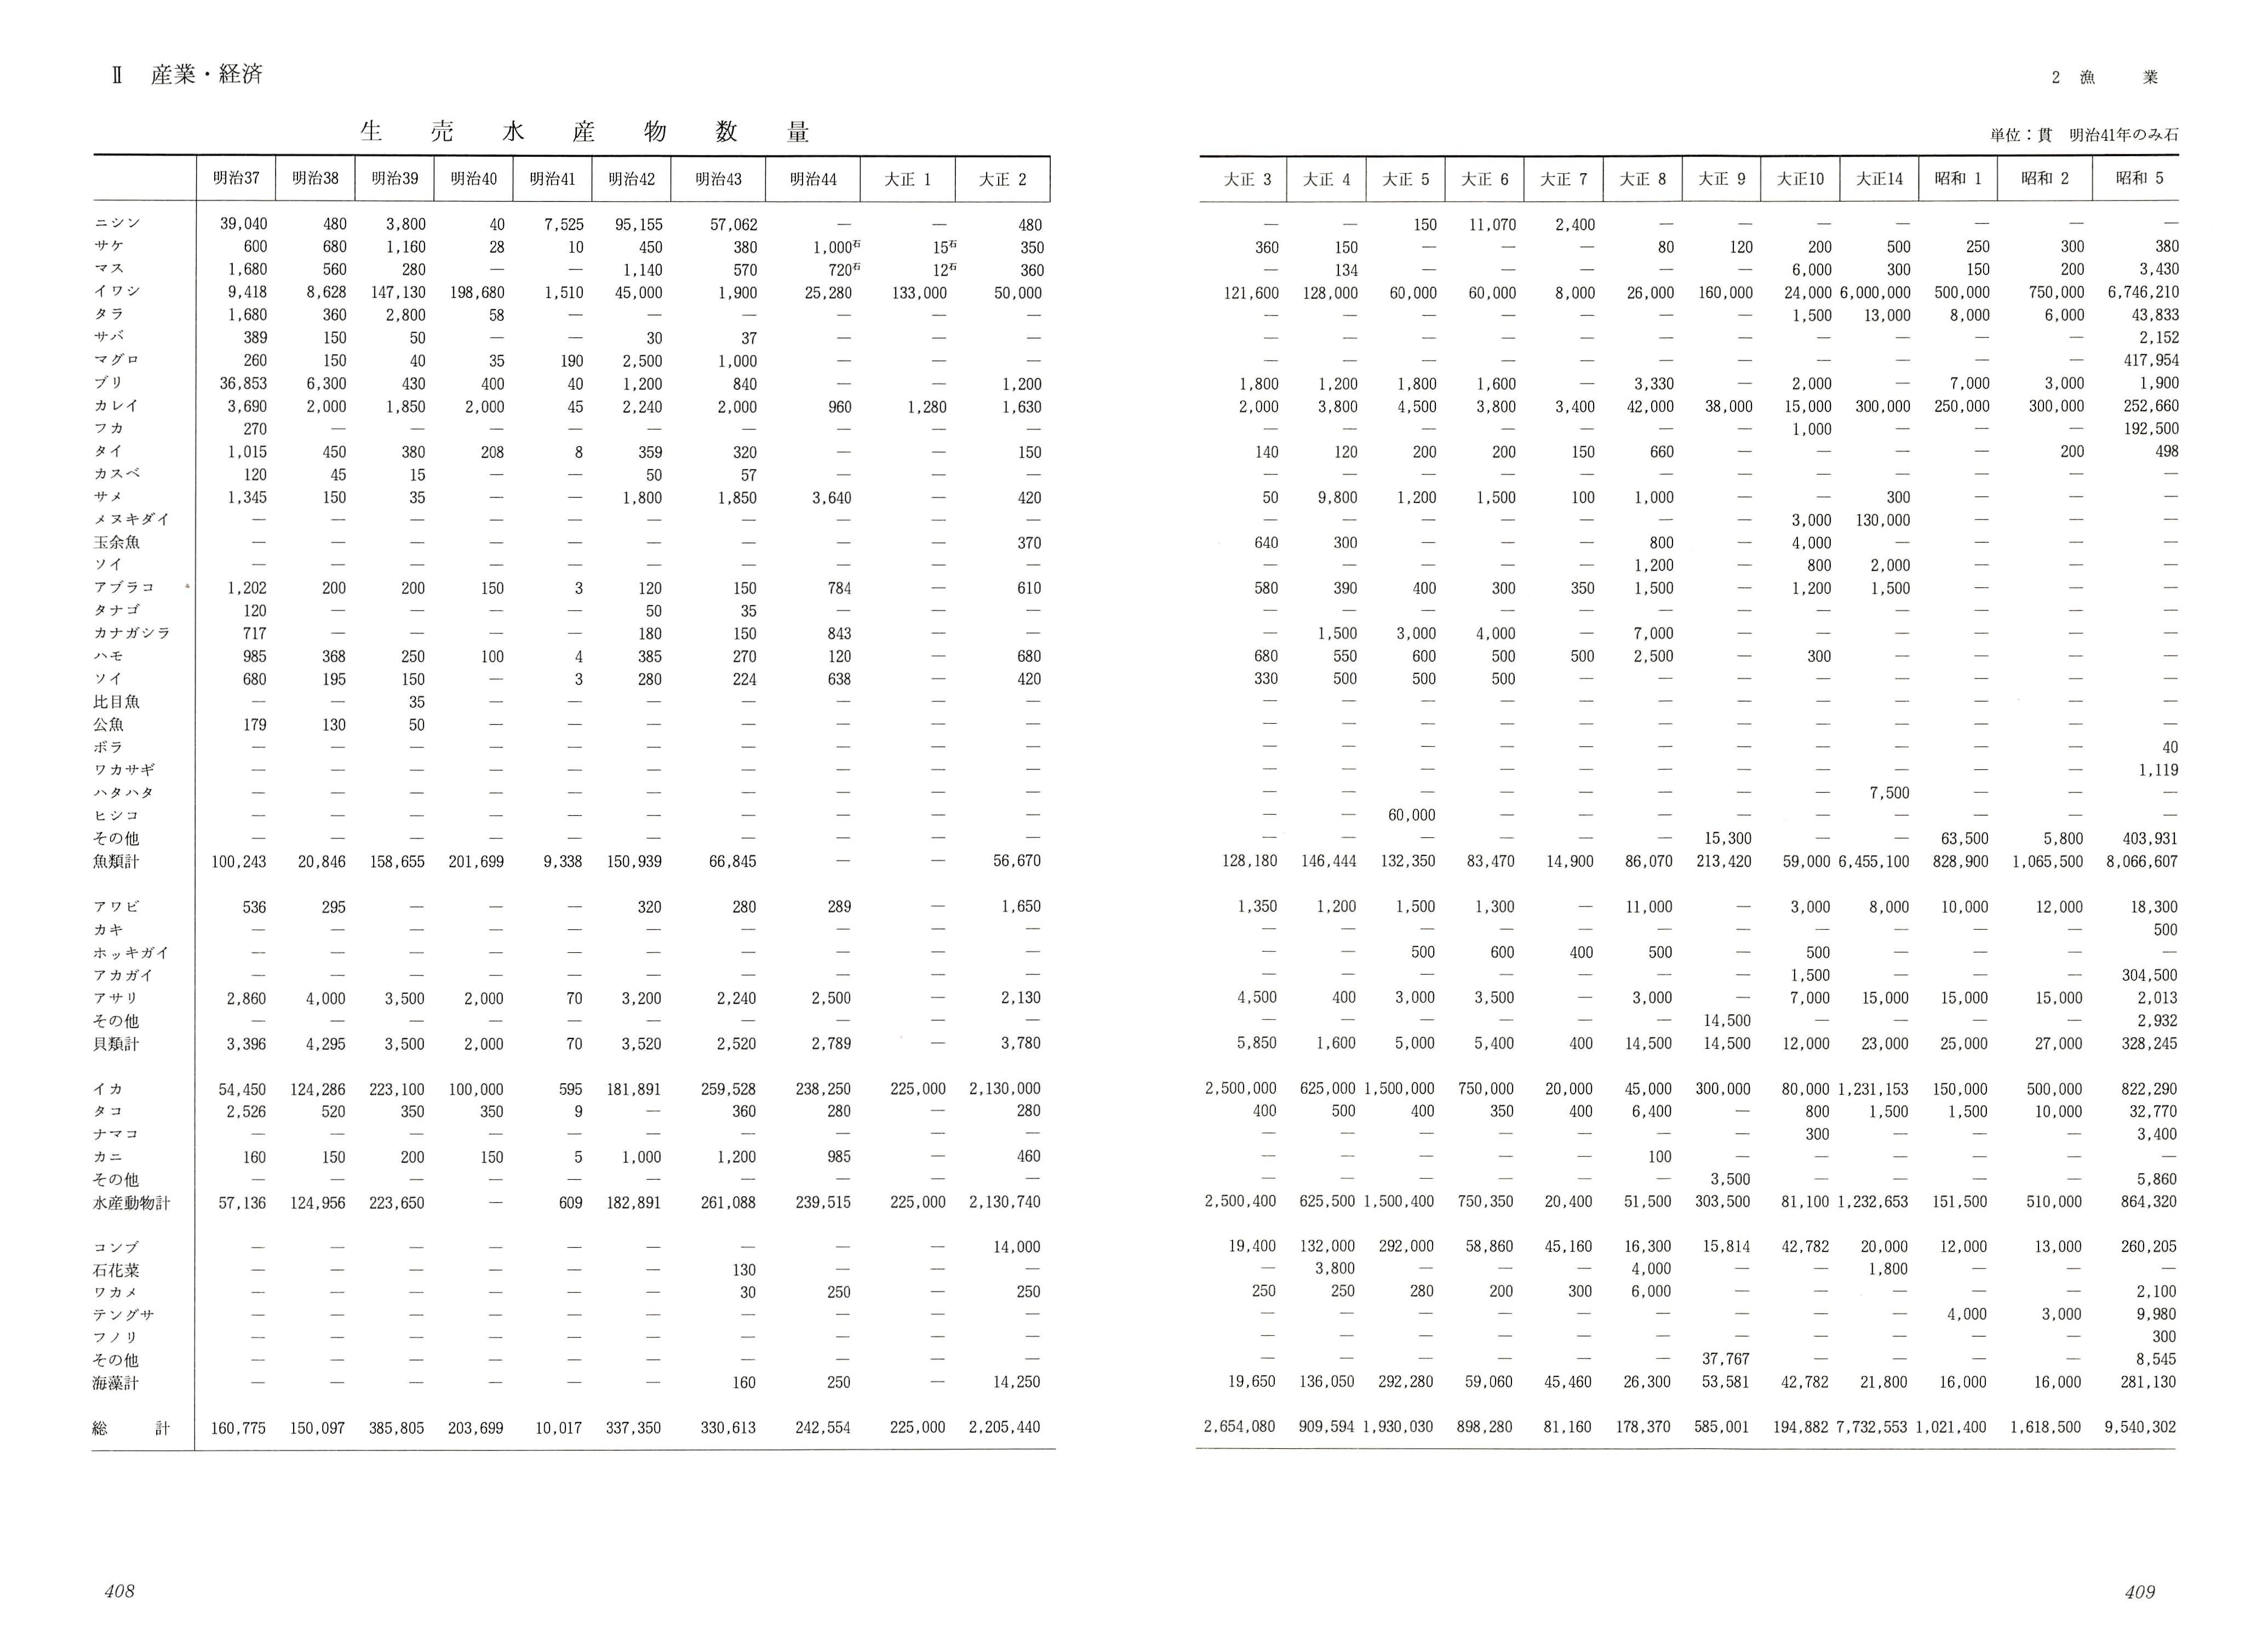 Ⅱ 産業・経済
生売水産物数量
明治37 明治38 明治39 明治40 明治41 明治42 明治43 明治44 大正 1 大正 2
ニシン 39,040 480 3,800 40 7,525 95,155 57,062 — — 480
サケ 600 680 1,160 28 10 450 380 1,000石 15石 350
マス 1,680 560 280 — — 1,140 570 720石 12石 360
イワシ 9,418 8,628 147,130 198,680 1,510 45,000 1,900 25,280 133,000 50,000
タラ 1,680 360 2,800 58 — — — — — —
サバ 389 150 50 — — 30 37 — — —
マグロ 260 150 40 35 190 2,500 1,000 — — —
ブリ 36,853 6,300 430 400 40 1,200 840 — — 1,200
カレイ 3,690 2,000 1,850 2,000 45 2,240 2,000 960 1,280 1,630
フカ 270 — — — — — — — — —
タイ 1,015 450 380 208 8 359 320 — — 150
カスベ 120 45 15 — — 50 57 — — —
サメ 1,345 150 35 — — 1,800 1,850 3,640 — 420
メヌキダイ — — — — — — — — — —
玉余魚 — — — — — — — — — 370
ソイ — — — — — — — — — —
アブラコ 1,202 200 200 150 3 120 150 784 — 610
タナゴ 120 — — — — 50 35 — — —
カナガシラ 717 — — — — 180 150 843 — —
ハモ 985 368 250 100 4 385 270 120 — 680
ソイ 680 195 150 — 3 280 224 638 — 420
比目魚 — — 35 — — — — — — —
公魚 179 130 50 — — — — — — —
ボラ — — — — — — — — — —
ワカサギ — — — — — — — — — —
ハタハタ — — — — — — — — — —
ヒシコ — — — — — — — — — —
その他 — — — — — — — — — —
魚類計 100,243 20,846 158,655 201,699 9,338 150,939 66,845 — — 56,670
アワビ 536 295 — — — 320 280 289 — 1,650
カキ — — — — — — — — — —
ホッキガイ — — — — — — — — — —
アカガイ — — — — — — — — — —
アサリ 2,860 4,000 3,500 2,000 70 3,200 2,240 2,500 — 2,130
その他 — — — — — — — — — —
貝類計 3,396 4,295 3,500 2,000 70 3,520 2,520 2,789 — 3,780
イカ 54,450 124,286 223,100 100,000 595 181,891 259,528 238,250 225,000 2,130,000
タコ 2,526 520 350 350 9 — 360 280 — 280
ナマコ — — — — — — — — — —
カニ 160 150 200 150 5 1,000 1,200 985 — 460
その他 — — — — — — — — — —
水産動物計 57,136 124,956 223,650 — 609 182,891 261,088 239,515 225,000 2,130,740
コンブ — — — — — — — — — 14,000
石花菜 — — — — — — 130 — — —
ワカメ — — — — — — 30 250 — 250
テングサ — — — — — — — — — —
フノリ — — — — — — — — — —
その他 — — — — — — — — — —
海藻計 — — — — — — 160 250 — 14,250
総計 160,775 150,097 385,805 203,699 10,017 337,350 330,613 242,554 225,000 2,205,440
408
2 漁業
単位：貫 明治41年のみ石
大正 3 大正 4 大正 5 大正 6 大正 7 大正 8 大正 9 大正10 大正14 昭和 1 昭和 2 昭和 5
— — 150 11,070 2,400 — — — — — — —
360 150 — — — 80 120 200 500 250 300 380
— 134 — — — — — 6,000 300 150 200 3,430
121,600 128,000 60,000 60,000 8,000 26,000 160,000 24,000 6,000,000 500,000 750,000 6,746,210
— — — — — — — 1,500 13,000 8,000 6,000 43,833
— — — — — — — — — — — 2,152
— — — — — — — — — — — 417,954
1,800 1,200 1,800 1,600 — 3,330 — 2,000 — 7,000 3,000 1,900
2,000 3,800 4,500 3,800 3,400 42,000 38,000 15,000 300,000 250,000 300,000 252,660
— — — — — — — 1,000 — — — 192,500
140 120 200 200 150 660 — — — — 200 498
— — — — — — — — — — — —
50 9,800 1,200 1,500 100 1,000 — — 300 — — —
— — — — — — — 3,000 130,000 — — —
640 300 — — — 800 — 4,000 — — — —
— — — — — 1,200 — 800 2,000 — — —
580 390 400 300 350 1,500 — 1,200 1,500 — — —
— — — — — — — — — — — —
— 1,500 3,000 4,000 — 7,000 — — — — — —
680 550 600 500 500 2,500 — 300 — — — —
330 500 500 500 — — — — — — — —
— — — — — — — — — — — —
— — — — — — — — — — — —
— — — — — — — — — — — 40
— — — — — — — — — — — 1,119
— — — — — — — — 7,500 — — —
— — 60,000 — — — — — — — — —
— — — — — — 15,300 — — 63,500 5,800 403,931
128,180 146,444 132,350 83,470 14,900 86,070 213,420 59,000 6,455,100 828,900 1,065,500 8,066,607
1,350 1,200 1,500 1,300 — 11,000 — 3,000 8,000 10,000 12,000 18,300
— — — — — — — — — — — 500
— — 500 600 400 500 — 500 — — — —
— — — — — — — 1,500 — — — 304,500
4,500 400 3,000 3,500 — 3,000 — 7,000 15,000 15,000 15,000 2,013
— — — — — — 14,500 — — — — 2,932
5,850 1,600 5,000 5,400 400 14,500 14,500 12,000 23,000 25,000 27,000 328,245
2,500,000 625,000 1,500,000 750,000 20,000 45,000 300,000 80,000 1,231,153 150,000 500,000 822,290
400 500 400 350 400 6,400 — 800 1,500 1,500 10,000 32,770
— — — — — — — 300 — — — 3,400
— — — — — 100 — — — — — —
— — — — — — 3,500 — — — — 5,860
2,500,400 625,500 1,500,400 750,350 20,400 51,500 303,500 81,100 1,232,653 151,500 510,000 864,320
19,400 132,000 292,000 58,860 45,160 16,300 15,814 42,782 20,000 12,000 13,000 260,205
— 3,800 — — — 4,000 — — 1,800 — — —
250 250 280 200 300 6,000 — — — — — 2,100
— — — — — — — — — 4,000 3,000 9,980
— — — — — — — — — — — 300
— — — — — — 37,767 — — — — 8,545
19,650 136,050 292,280 59,060 45,460 26,300 53,581 42,782 21,800 16,000 16,000 281,130
2,654,080 909,594 1,930,030 898,280 81,160 178,370 585,001 194,882 7,732,553 1,021,400 1,618,500 9,540,302
409